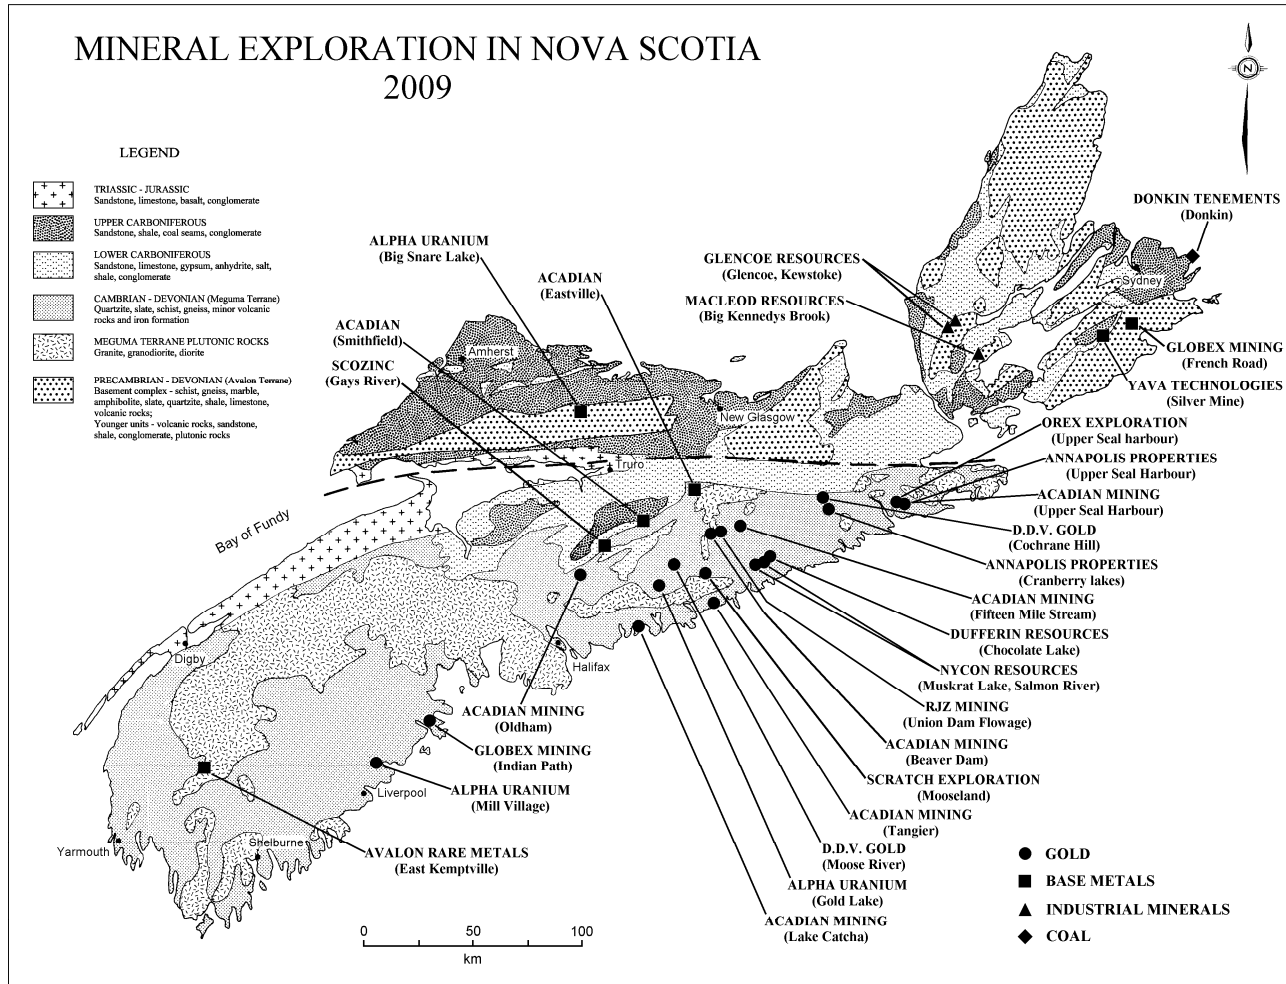 MINERAL EXPLORATION IN NOVA SCOTIA
2009
N
LEGEND
TRIASSIC - JURASSIC
Sandstone, limestone, basalt, conglomerate
UPPER CARBONIFEROUS
Sandstone, shale, coal seams, conglomerate
LOWER CARBONIFEROUS
Sandstone, limestone, gypsum, anhydrite, salt,
shale, conglomerate
CAMBRIAN - DEVONIAN (Meguma Terrane)
Quartzite, slate, schist, gneiss, minor volcanic
rocks and iron formation
MEGUMA TERRANE PLUTONIC ROCKS
Granite, granodiorite, diorite
PRECAMBRIAN - DEVONIAN (Avalon Terrane)
Basement complex - schist, gneiss, marble,
amphibolite, slate, quartzite, shale, limestone,
volcanic rocks;
Younger units - volcanic rocks, sandstone,
shale, conglomerate, plutonic rocks
ALPHA URANIUM
(Big Snare Lake)
ACADIAN
(Eastville)
ACADIAN
(Smithfield)
SCOZINC
(Gays River)
GLENCOE RESOURCES
(Glencoe, Kewstoke)
MACLEOD RESOURCES
(Big Kennedys Brook)
DONKIN TENEMENTS
(Donkin)
Sydney
GLOBEX MINING
(French Road)
YAVA TECHNOLOGIES
(Silver Mine)
OREX EXPLORATION
(Upper Seal harbour)
ANNAPOLIS PROPERTIES
(Upper Seal Harbour)
ACADIAN MINING
(Upper Seal Harbour)
D.D.V. GOLD
(Cochrane Hill)
ANNAPOLIS PROPERTIES
(Cranberry lakes)
ACADIAN MINING
(Fifteen Mile Stream)
DUFFERIN RESOURCES
(Chocolate Lake)
NYCON RESOURCES
(Muskrat Lake, Salmon River)
RJZ MINING
(Union Dam Flowage)
ACADIAN MINING
(Beaver Dam)
SCRATCH EXPLORATION
(Mooseland)
ACADIAN MINING
(Tangier)
D.D.V. GOLD
(Moose River)
ALPHA URANIUM
(Gold Lake)
ACADIAN MINING
(Lake Catcha)
Amherst
New Glasgow
Truro
Bay of Fundy
Digby
Halifax
ACADIAN MINING
(Oldham)
GLOBEX MINING
(Indian Path)
ALPHA URANIUM
(Mill Village)
Liverpool
Yarmouth
Shelburne
AVALON RARE METALS
(East Kemptville)
0 50 100
km
GOLD
BASE METALS
INDUSTRIAL MINERALS
COAL